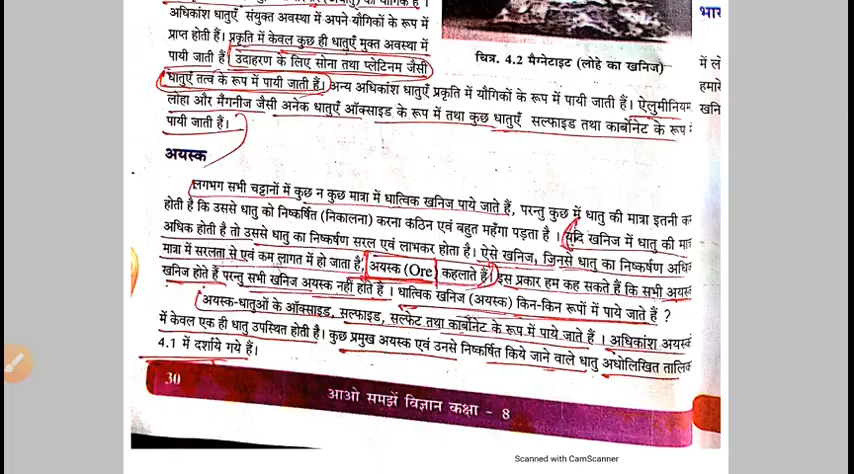 अधिकांश धातुएँ संयुक्त अवस्था में अपने यौगिकों के रूप में
प्राप्त होती हैं। प्रकृति में केवल कुछ ही धातुएँ मुक्त अवस्था में
पायी जाती हैं। उदाहरण के लिए सोना तथा प्लेटिनम जैसी
धातुएँ तत्व के रूप में पायी जाती हैं। अन्य अधिकांश धातुएँ प्रकृति में यौगिकों के रूप में पायी जाती हैं। ऐलुमीनियम
लोहा और मैंगनीज जैसी अनेक धातुएँ ऑक्साइड के रूप में तथा कुछ धातुएँ सल्फाइड तथा कार्बोनेट के रूप
पायी जाती हैं।
चित्र. 4.2 मैग्नेटाइट (लोहे का खनिज)
अयस्क
लगभग सभी चट्टानों में कुछ न कुछ मात्रा में धात्विक खनिज पाये जाते हैं, परन्तु कुछ में धातु की मात्रा इतनी
होती है कि उससे धातु को निष्कर्षित (निकालना) करना कठिन एवं बहुत महँगा पड़ता है । यदि खनिज में धातु की
अधिक होती है तो उससे धातु का निष्कर्षण सरल एवं लाभकर होता है। ऐसे खनिज, जिनसे धातु का निष्कर्षण
मात्रा में सरलता से एवं कम लागत में हो जाता है, अयस्क (Ore) कहलाते हैं। इस प्रकार हम कह सकते हैं कि सभी अयस्क
खनिज होते हैं परन्तु सभी खनिज अयस्क नहीं होते हैं । धात्विक खनिज (अयस्क) किन-किन रूपों में पाये जाते हैं ?
अयस्क-धातुओं के ऑक्साइड, सल्फाइड, सल्फेट तथा कार्बोनेट के रूप में पाये जाते हैं । अधिकांश
में केवल एक ही धातु उपस्थित होती है। कुछ प्रमुख अयस्क एवं उनसे निष्कर्षित किये जाने वाले धातु अधोलिखित
4.1 में दर्शाये गये हैं।
30
आओ समझें विज्ञान कक्षा - 8
में
हमारे
खनि
Scanned with CamScanner